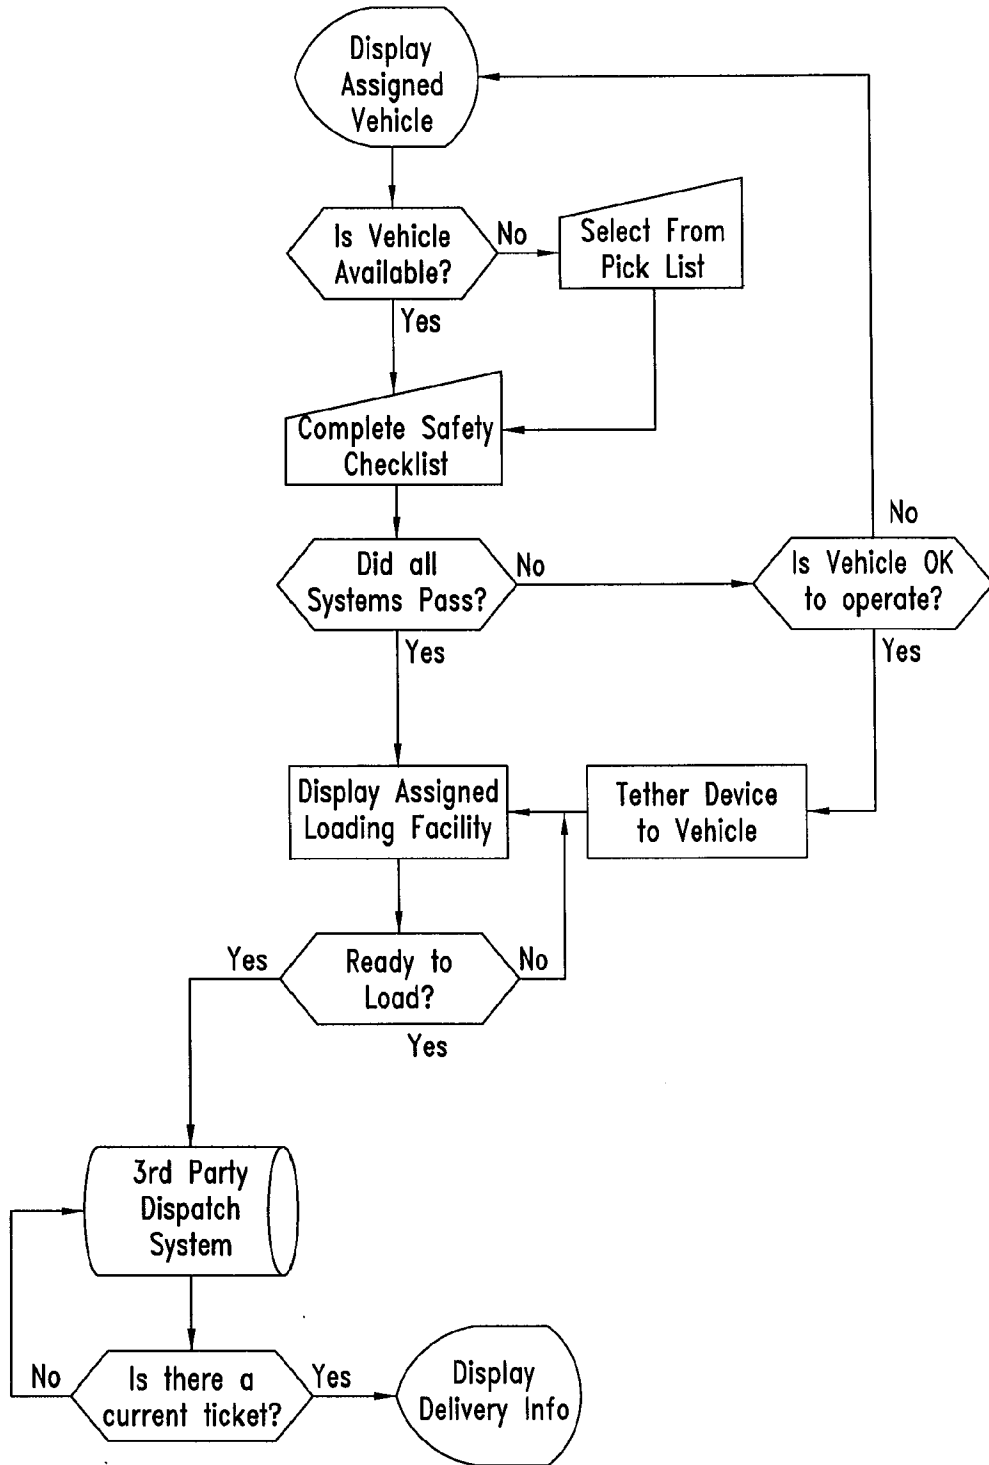 Display
Assigned
Vehicle
Is Vehicle
Available?
No
Select From
Pick List
Yes
Complete Safety
Checklist
Did all
Systems Pass?
No
No
Is Vehicle OK
to operate?
Yes
Yes
Display Assigned
Loading Facility
Tether Device
to Vehicle
Yes
Ready to
Load?
No
Yes
3rd Party
Dispatch
System
No
Is there a
current ticket?
Yes
Display
Delivery Info